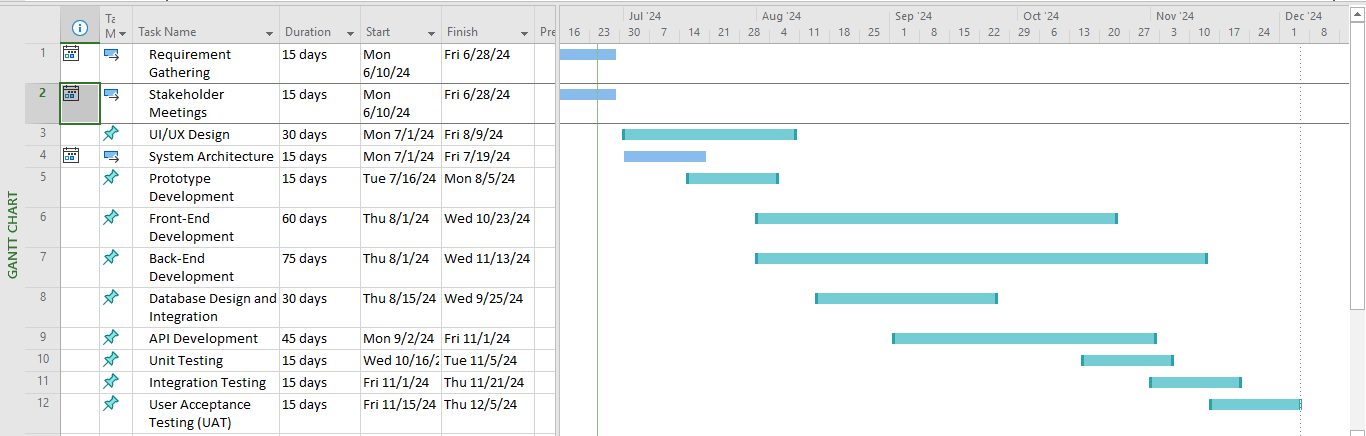 Jul '24 Aug '24 Sep '24 Oct '24 Nov '24 Dec '24
Ta
M Task Name Duration Start Finish Pre 16 23 30 7 14 21 28 4 11 18 25 1 8 15 22 29 6 13 20 27 3 10 17 24 1 8
1 Requirement Gathering 15 days Mon 6/10/24 Fri 6/28/24
2 Stakeholder Meetings 15 days Mon 6/10/24 Fri 6/28/24
3 UI/UX Design 30 days Mon 7/1/24 Fri 8/9/24
4 System Architecture 15 days Mon 7/1/24 Fri 7/19/24
5 Prototype Development 15 days Tue 7/16/24 Mon 8/5/24
6 Front-End Development 60 days Thu 8/1/24 Wed 10/23/24
7 Back-End Development 75 days Thu 8/1/24 Wed 11/13/24
8 Database Design and Integration 30 days Thu 8/15/24 Wed 9/25/24
9 API Development 45 days Mon 9/2/24 Fri 11/1/24
10 Unit Testing 15 days Wed 10/16/2 Tue 11/5/24
11 Integration Testing 15 days Fri 11/1/24 Thu 11/21/24
12 User Acceptance Testing (UAT) 15 days Fri 11/15/24 Thu 12/5/24
GANTT CHART